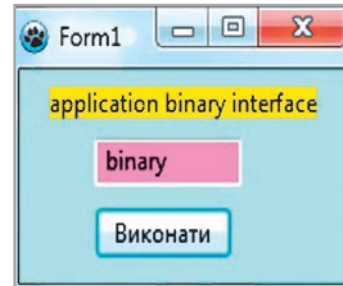 Form1
application binary interface
binary
Виконати